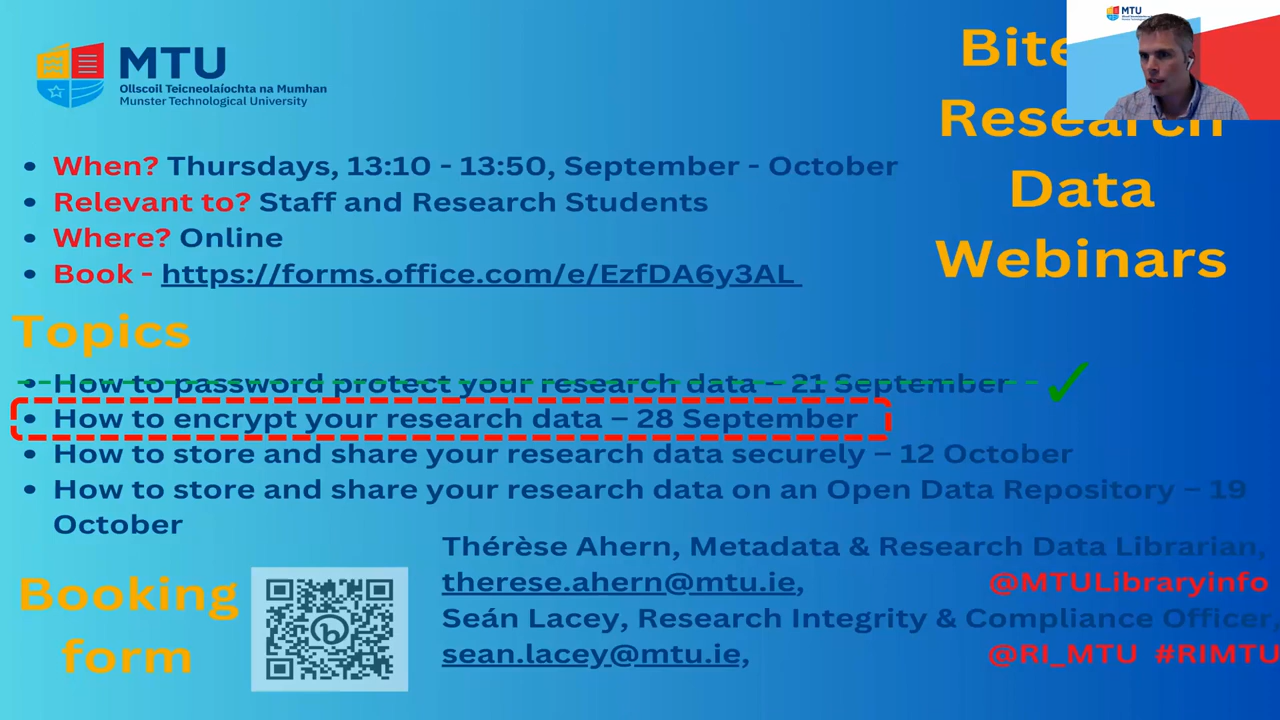 MTU
Ollscoil Teicneolaíochta na Mumhan
Munster Technological University
MTU
Research
Data
Webinars
• When? Thursdays, 13:10 - 13:50, September - October
• Relevant to? Staff and Research Students
• Where? Online
• Book - https://forms.office.com/e/EzfDA6y3AL
Topics
• How to password protect your research data – 21 September
• How to encrypt your research data – 28 September
• How to store and share your research data securely – 12 October
• How to store and share your research data on an Open Data Repository – 19
October
Booking
form
Thérèse Ahern, Metadata & Research Data Librarian,
therese.ahern@mtu.ie, @MTULibraryinfo
Seán Lacey, Research Integrity & Compliance Officer,
sean.lacey@mtu.ie, @RI_MTU #RIMTU